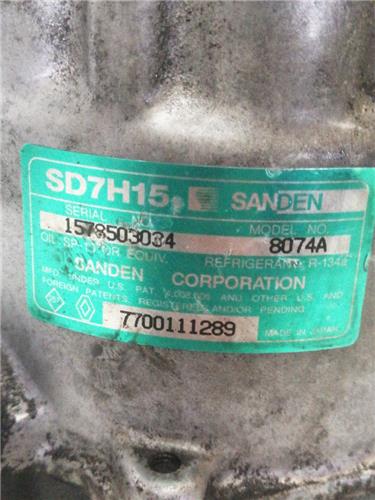 SD7H15 SANDEN
SERIAL NO. MODEL NO.
1578503034 8074A
OIL SP- OR EQUIV. REFRIGERANT: R-134a
SANDEN CORPORATION
MFD. UNDER U.S. PAT. AND OTHER U.S. AND
FOREIGN PATENTS, REGISTERED AND/OR PENDING
7700111289 MADE IN JAPAN